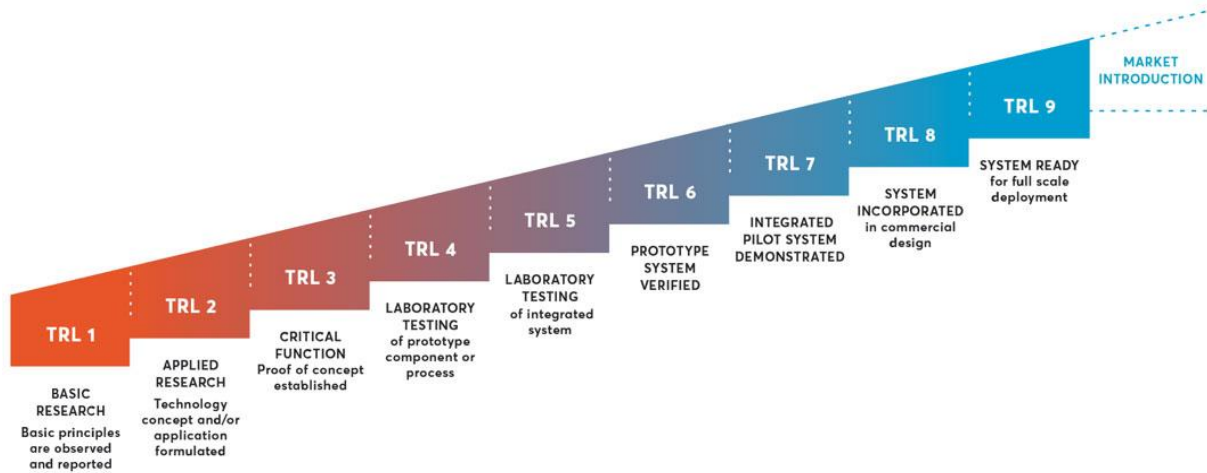 TRL 1
BASIC
RESEARCH
Basic principles
are observed
and reported
TRL 2
APPLIED
RESEARCH
Technology
concept and/or
application
formulated
TRL 3
CRITICAL
FUNCTION
Proof of concept
established
TRL 4
LABORATORY
TESTING
of prototype
component or
process
TRL 5
LABORATORY
TESTING
of integrated
system
TRL 6
PROTOTYPE
SYSTEM
VERIFIED
TRL 7
INTEGRATED
PILOT SYSTEM
DEMONSTRATED
TRL 8
SYSTEM
INCORPORATED
in commercial
design
TRL 9
SYSTEM READY
for full scale
deployment
MARKET
INTRODUCTION